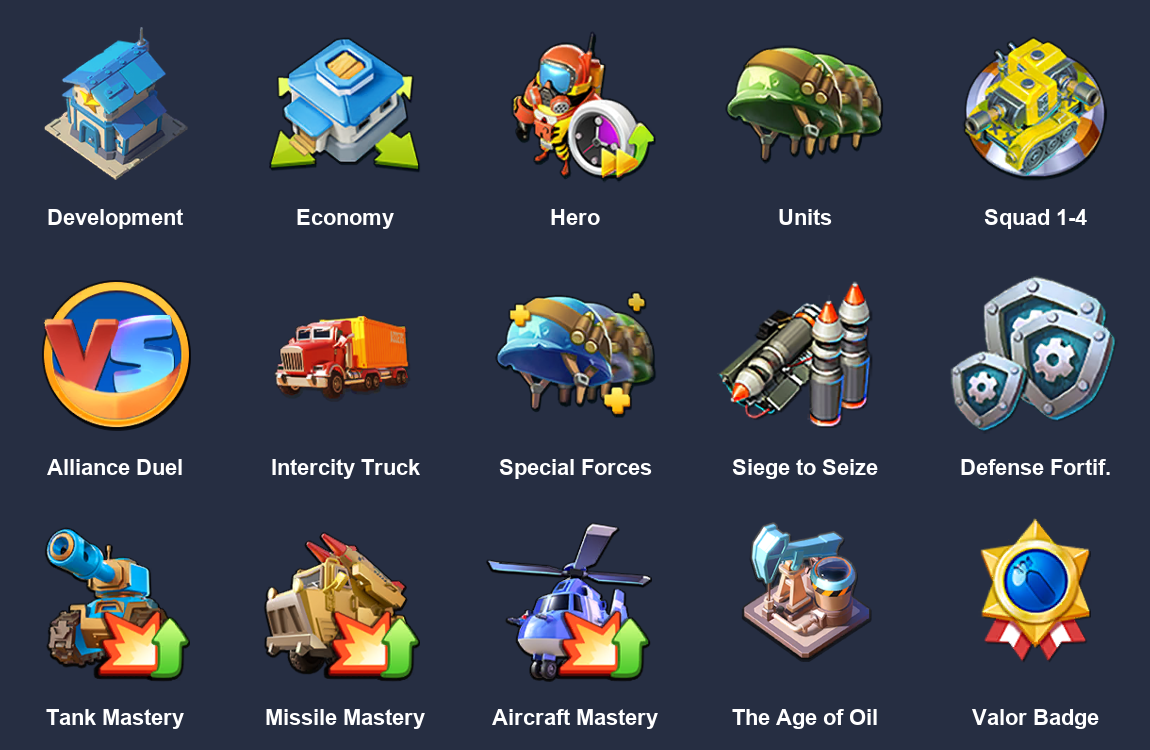 Development
Economy
Hero
Units
Squad 1-4
VS
Alliance Duel
Intercity Truck
Special Forces
Siege to Seize
Defense Fortif.
Tank Mastery
Missile Mastery
Aircraft Mastery
The Age of Oil
Valor Badge